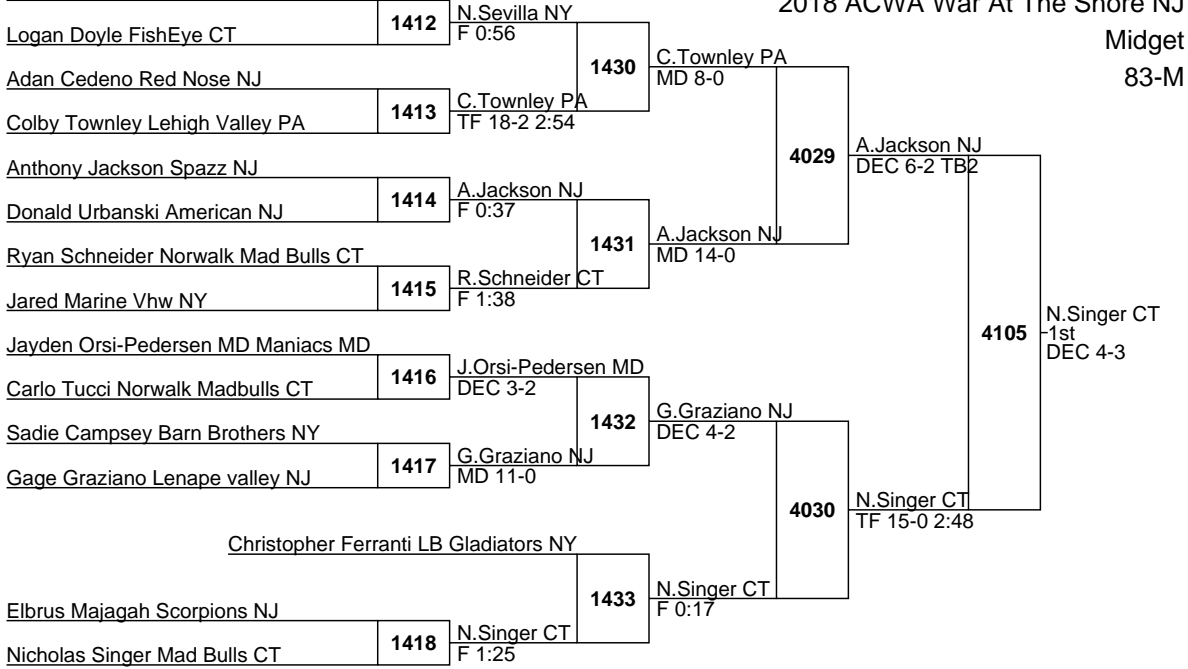 2018 ACWA War At The Shore NJ
Midget
83-M
1412
N.Sevilla NY
F 0:56
Logan Doyle FishEye CT
1430
C.Townley PA
MD 8-0
Adan Cedeno Red Nose NJ
1413
C.Townley PA
TF 18-2 2:54
Colby Townley Lehigh Valley PA
4029
A.Jackson NJ
DEC 6-2 TB2
Anthony Jackson Spazz NJ
1414
A.Jackson NJ
F 0:37
Donald Urbanski American NJ
1431
A.Jackson NJ
MD 14-0
Ryan Schneider Norwalk Mad Bulls CT
1415
R.Schneider CT
F 1:38
Jared Marine Vhw NY
4105
N.Singer CT
1st
DEC 4-3
Jayden Orsi-Pedersen MD Maniacs MD
1416
J.Orsi-Pedersen MD
DEC 3-2
Carlo Tucci Norwalk Madbulls CT
1432
G.Graziano NJ
DEC 4-2
Sadie Campsey Barn Brothers NY
1417
G.Graziano NJ
MD 11-0
Gage Graziano Lenape valley NJ
4030
N.Singer CT
TF 15-0 2:48
Christopher Ferranti LB Gladiators NY
1433
N.Singer CT
F 0:17
Elbrus Majagah Scorpions NJ
1418
N.Singer CT
F 1:25
Nicholas Singer Mad Bulls CT